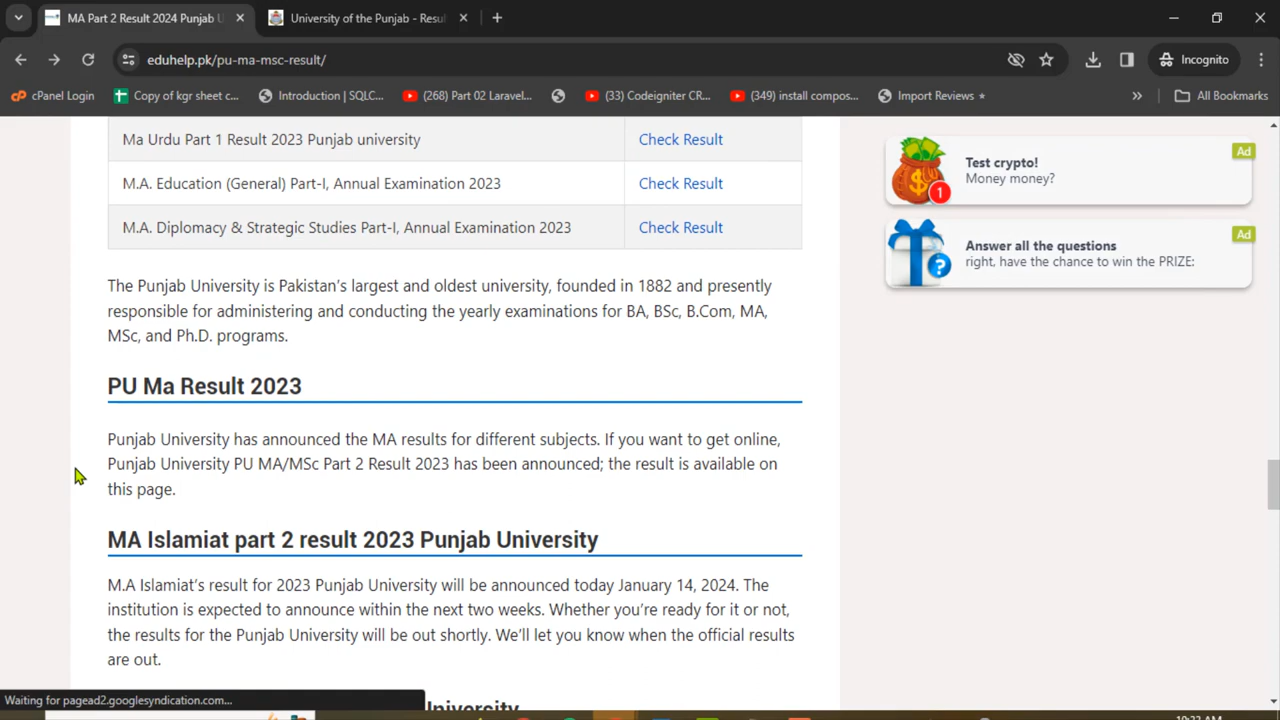 MA Part 2 Result 2024 Punjab U
University of the Punjab - Resu
eduhelp.pk/pu-ma-msc-result/
Incognito
cPanel Login
Copy of kgr sheet c...
Introduction | SQLC...
(268) Part 02 Laravel...
(33) Codeigniter CR...
(349) install compos...
Import Reviews
All Bookmarks
Ma Urdu Part 1 Result 2023 Punjab university Check Result
M.A. Education (General) Part-I, Annual Examination 2023 Check Result
M.A. Diplomacy & Strategic Studies Part-I, Annual Examination 2023 Check Result
The Punjab University is Pakistan's largest and oldest university, founded in 1882 and presently
responsible for administering and conducting the yearly examinations for BA, BSc, B.Com, MA,
MSc, and Ph.D. programs.
PU Ma Result 2023
Punjab University has announced the MA results for different subjects. If you want to get online,
Punjab University PU MA/MSc Part 2 Result 2023 has been announced; the result is available on
this page.
MA Islamiat part 2 result 2023 Punjab University
M.A Islamiat's result for 2023 Punjab University will be announced today January 14, 2024. The
institution is expected to announce within the next two weeks. Whether you're ready for it or not,
the results for the Punjab University will be out shortly. We'll let you know when the official results
are out.
University
Test crypto!
Money money?
Ad
1
Answer all the questions
right, have the chance to win the PRIZE:
Ad
Waiting for pagead2.googlesyndication.com...